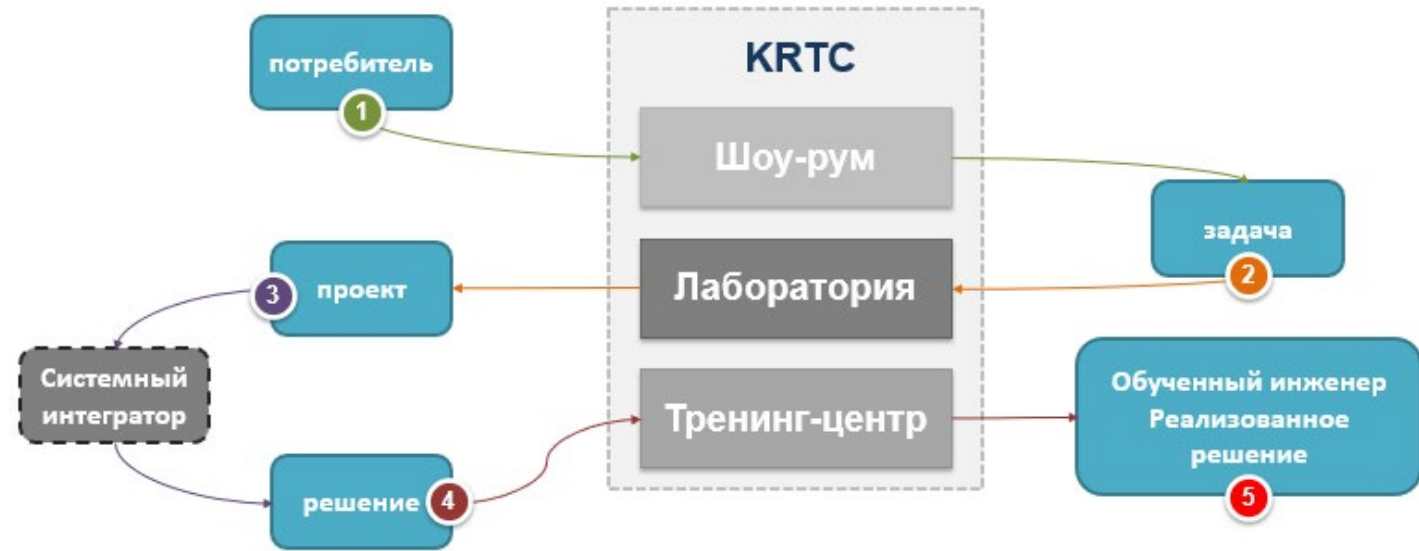 потребитель
1
KRTC
Шоу-рум
задача
2
Лаборатория
проект
3
Системный
интегратор
решение
4
Тренинг-центр
Обученный инженер
Реализованное
решение
5